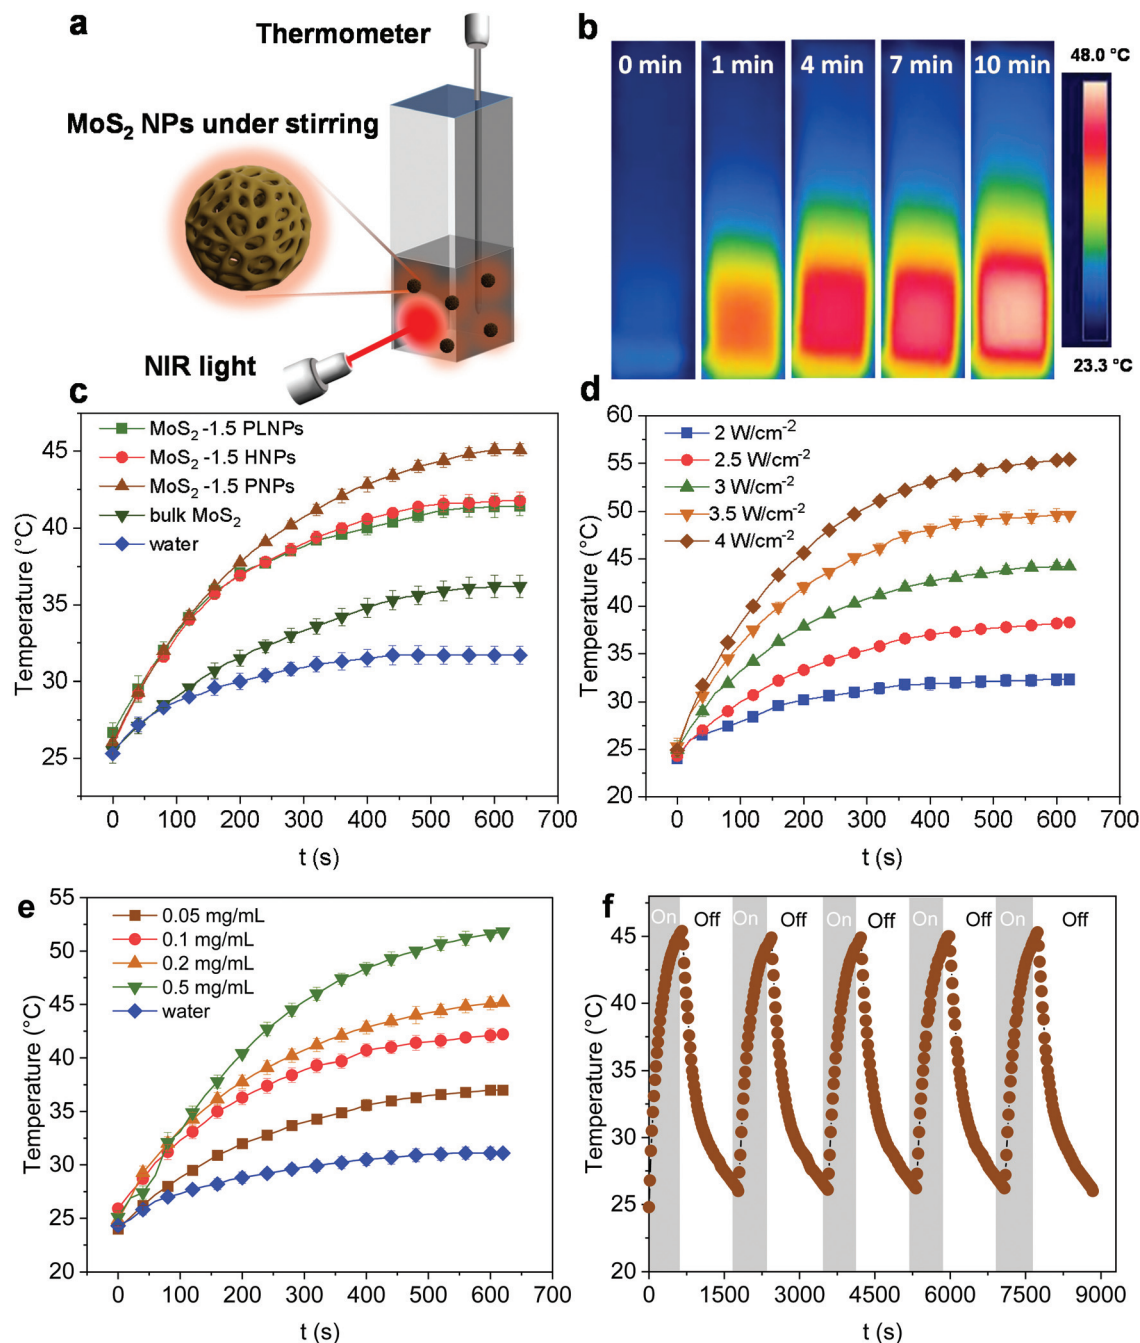 a
Thermometer
MoS₂ NPs under stirring
NIR light
b
0 min 1 min 4 min 7 min 10 min
48.0 °C
23.3 °C
c
MoS₂ -1.5 PLNPs
MoS₂ -1.5 HNPs
MoS₂ -1.5 PNPs
bulk MoS₂
water
Temperature (°C)
45
40
35
30
25
0 100 200 300 400 500 600 700
t (s)
d
2 W/cm⁻²
2.5 W/cm⁻²
3 W/cm⁻²
3.5 W/cm⁻²
4 W/cm⁻²
Temperature (°C)
60
55
50
45
40
35
30
25
20
0 100 200 300 400 500 600 700
t (s)
e
0.05 mg/mL
0.1 mg/mL
0.2 mg/mL
0.5 mg/mL
water
Temperature (°C)
55
50
45
40
35
30
25
20
0 100 200 300 400 500 600 700
t (s)
f
On Off On Off On Off On Off On Off
Temperature (°C)
45
40
35
30
25
20
0 1500 3000 4500 6000 7500 9000
t (s)